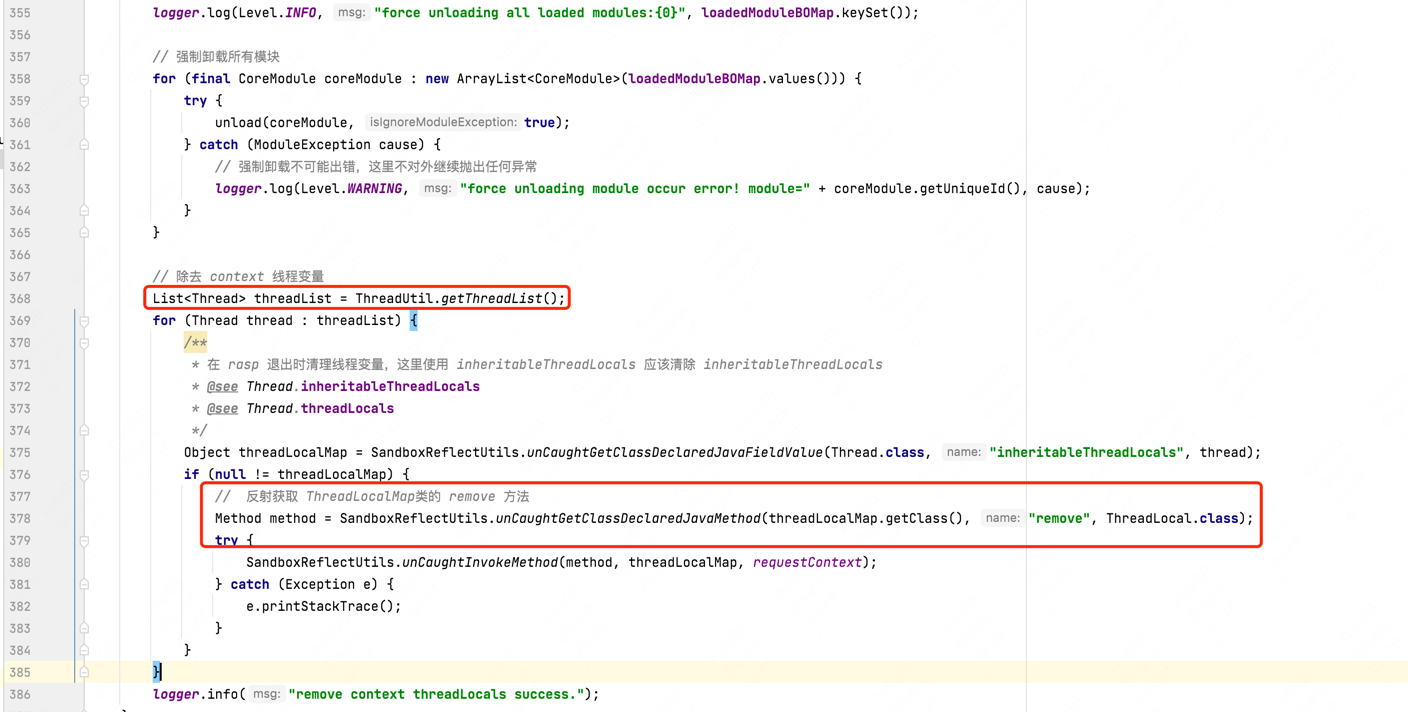 355 logger.log(Level.INFO, msg: "force unloading all loaded modules:{0}", loadedModuleBOMap.keySet());
356
357 // 强制卸载所有模块
358 for (final CoreModule coreModule : new ArrayList<CoreModule>(loadedModuleBOMap.values())) {
359 try {
360 unload(coreModule, isIgnoreModuleException: true);
361 } catch (ModuleException cause) {
362 // 强制卸载不可能出错，这里不对外继续抛出任何异常
363 logger.log(Level.WARNING, msg: "force unloading module occur error! module=" + coreModule.getUniqueId(), cause);
364 }
365 }
366
367 // 除去 context 线程变量
368 List<Thread> threadList = ThreadUtil.getThreadList();
369 for (Thread thread : threadList) {
370 /**
371 * 在 rasp 退出时清理线程变量，这里使用 inheritableThreadLocals 应该清除 inheritableThreadLocals
372 * @see Thread.inheritableThreadLocals
373 * @see Thread.threadLocals
374 */
375 Object threadLocalMap = SandboxReflectUtils.unCaughtGetClassDeclaredJavaFieldValue(Thread.class, name: "inheritableThreadLocals", thread);
376 if (null != threadLocalMap) {
377 // 反射获取 ThreadLocalMap类的 remove 方法
378 Method method = SandboxReflectUtils.unCaughtGetClassDeclaredJavaMethod(threadLocalMap.getClass(), name: "remove", ThreadLocal.class);
379 try {
380 SandboxReflectUtils.unCaughtInvokeMethod(method, threadLocalMap, requestContext);
381 } catch (Exception e) {
382 e.printStackTrace();
383 }
384 }
385 }
386 logger.info( msg: "remove context threadLocals success.");